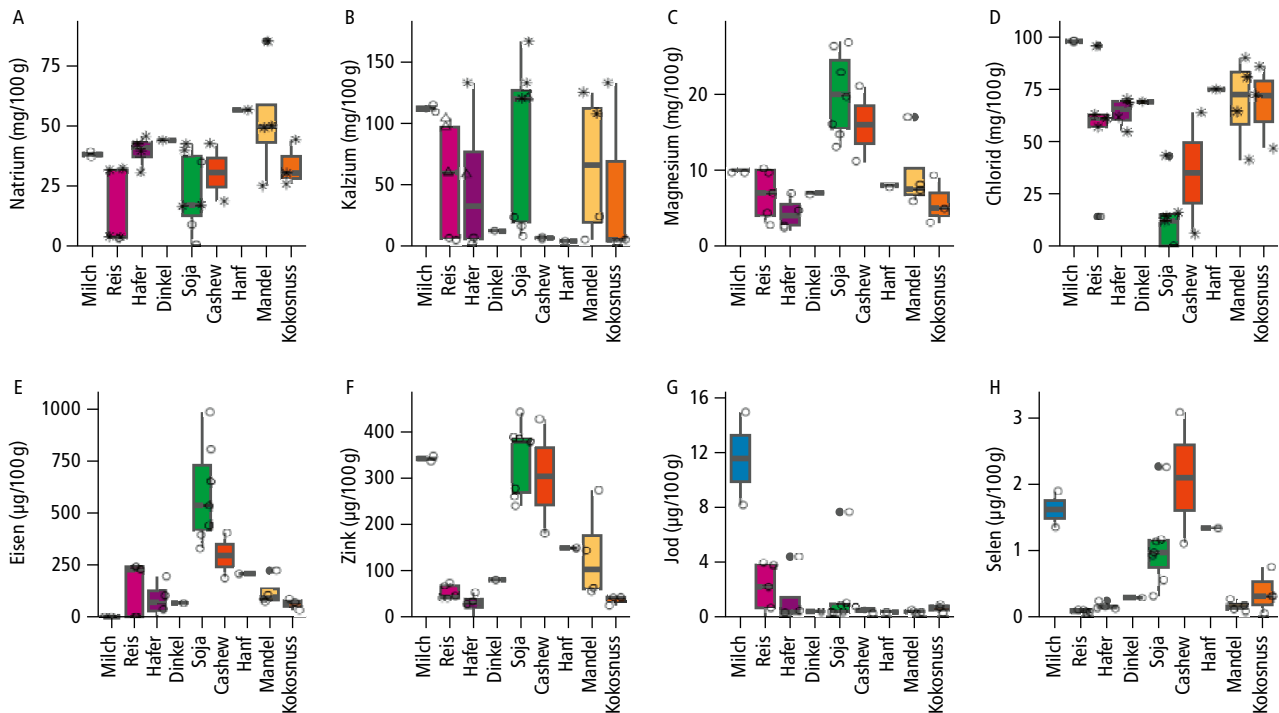 A
Natrium (mg/100 g)
75
50
25
0
Milch
Reis
Hafer
Dinkel
Soja
Cashew
Hanf
Mandel
Kokosnuss
B
Kalzium (mg/100 g)
150
100
50
0
Milch
Reis
Hafer
Dinkel
Soja
Cashew
Hanf
Mandel
Kokosnuss
C
Magnesium (mg/100 g)
20
10
0
Milch
Reis
Hafer
Dinkel
Soja
Cashew
Hanf
Mandel
Kokosnuss
D
Chlorid (mg/100 g)
100
75
50
25
0
Milch
Reis
Hafer
Dinkel
Soja
Cashew
Hanf
Mandel
Kokosnuss
E
Eisen (µg/100 g)
1000
750
500
250
0
Milch
Reis
Hafer
Dinkel
Soja
Cashew
Hanf
Mandel
Kokosnuss
F
Zink (µg/100 g)
400
300
200
100
0
Milch
Reis
Hafer
Dinkel
Soja
Cashew
Hanf
Mandel
Kokosnuss
G
Jod (µg/100 g)
16
12
8
4
0
Milch
Reis
Hafer
Dinkel
Soja
Cashew
Hanf
Mandel
Kokosnuss
H
Selen (µg/100 g)
3
2
1
0
Milch
Reis
Hafer
Dinkel
Soja
Cashew
Hanf
Mandel
Kokosnuss